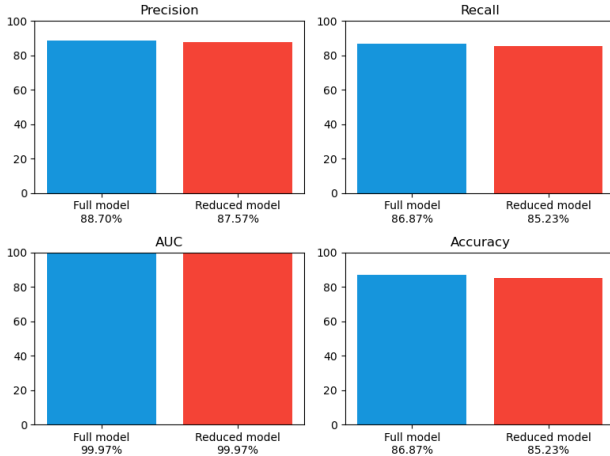 Precision
100
80
60
40
20
0
Full model
88.70%
Reduced model
87.57%
Recall
100
80
60
40
20
0
Full model
86.87%
Reduced model
85.23%
AUC
100
80
60
40
20
0
Full model
99.97%
Reduced model
99.97%
Accuracy
100
80
60
40
20
0
Full model
86.87%
Reduced model
85.23%